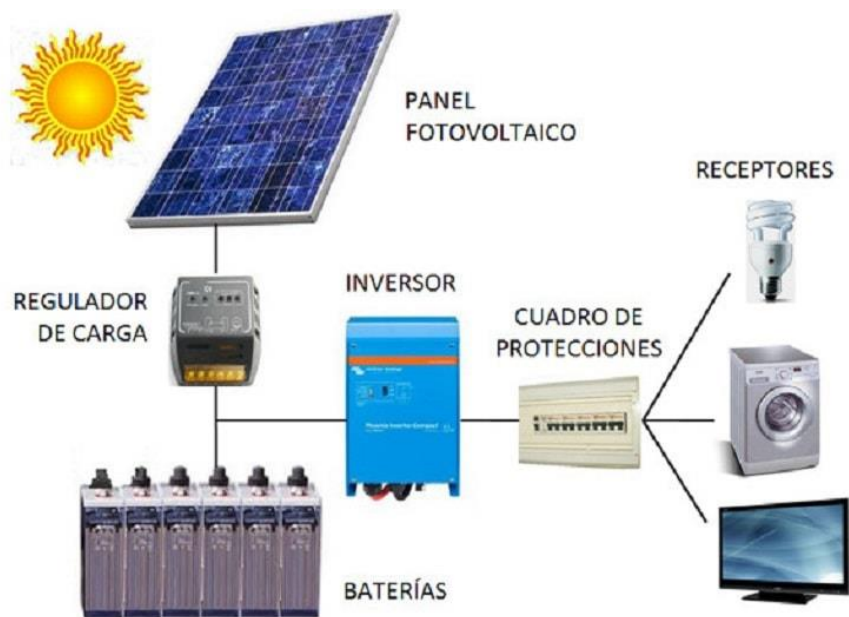 PANEL
FOTOVOLTAICO
RECEPTORES
REGULADOR
DE CARGA
INVERSOR
CUADRO DE
PROTECCIONES
BATERÍAS